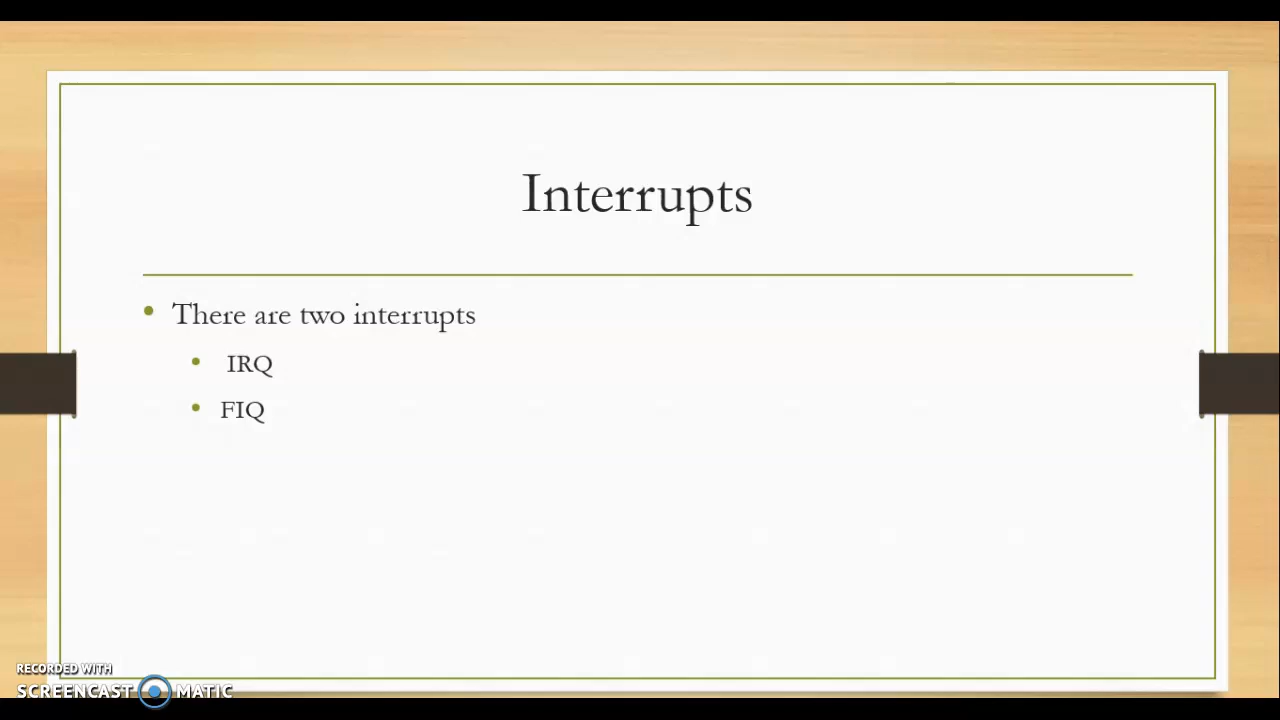 Interrupts
• There are two interrupts
• IRQ
• FIQ
RECORDED WITH
SCREENCAST MATIC